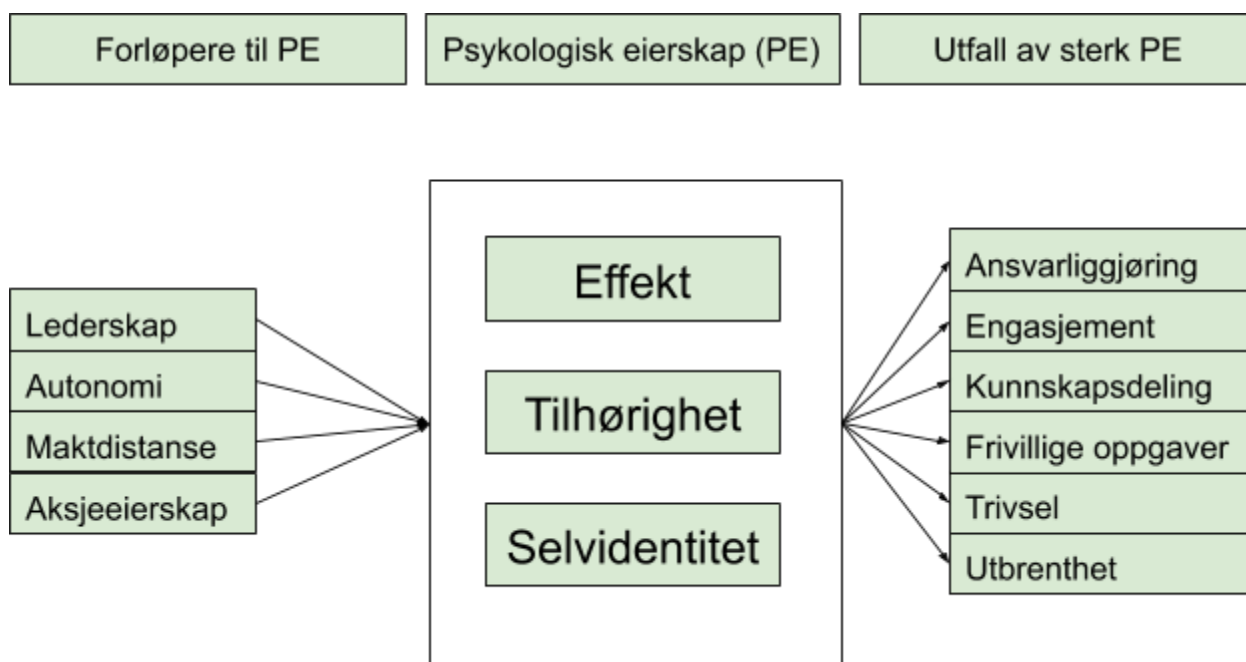 Forløpere til PE
Psykologisk eierskap (PE)
Utfall av sterk PE
Lederskap
Autonomi
Maktdistanse
Aksjeeierskap
Effekt
Tilhørighet
Selvidentitet
Ansvarliggjøring
Engasjement
Kunnskapsdeling
Frivillige oppgaver
Trivsel
Utbrenthet